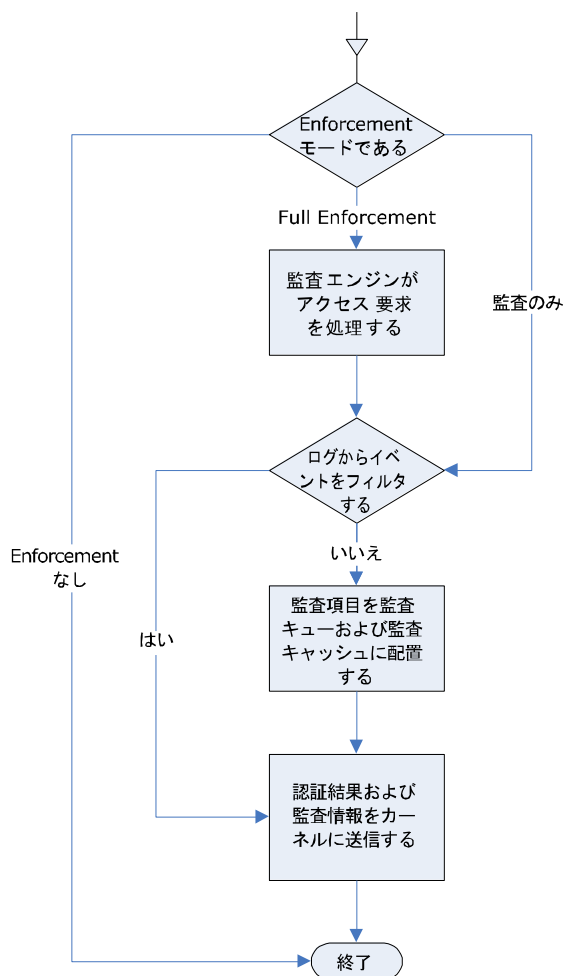 Enforcement
モードである
Full Enforcement
監査エンジンが
アクセス 要求
を処理する
監査のみ
ログからイベ
ントをフィルタ
する
Enforcement
なし
いいえ
はい
監査項目を監査
キューおよび監査
キャッシュに配置
する
認証結果および
監査情報をカー
ネルに送信する
終了